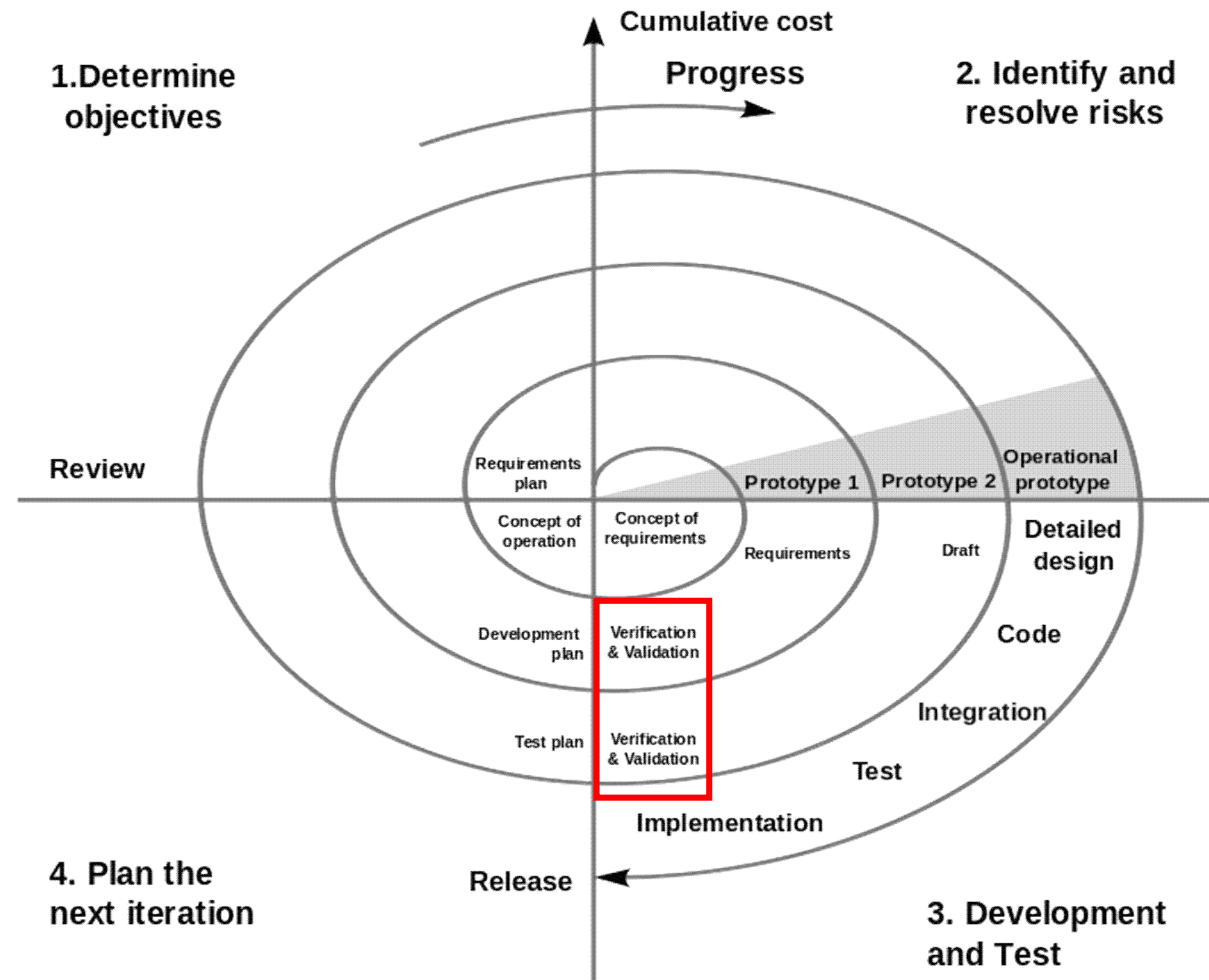 Cumulative cost
Progress
1.Determine
objectives
2. Identify and
resolve risks
Review
Requirements
plan
Prototype 1
Prototype 2
Operational
prototype
Concept of
operation
Concept of
requirements
Requirements
Draft
Detailed
design
Development
plan
Verification
& Validation
Code
Integration
Test plan
Verification
& Validation
Test
Implementation
Release
4. Plan the
next iteration
3. Development
and Test